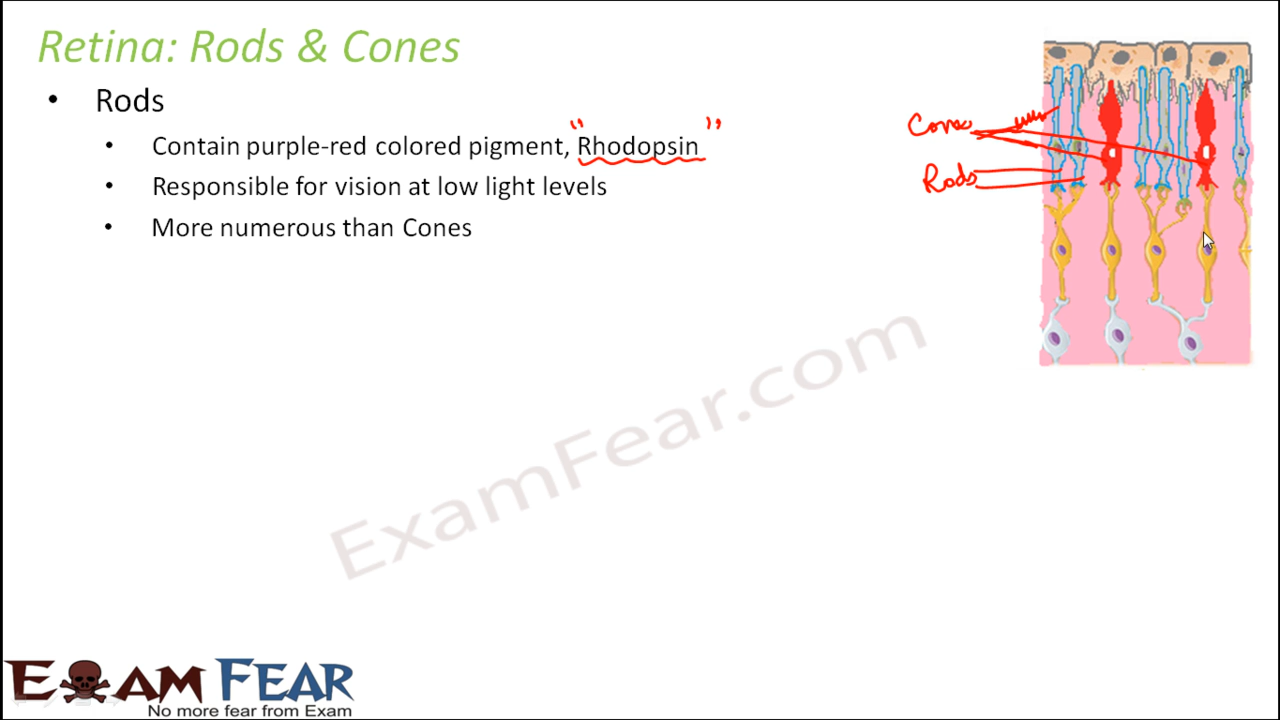 Retina: Rods & Cones
• Rods
• Contain purple-red colored pigment, "Rhodopsin"
• Responsible for vision at low light levels
• More numerous than Cones
Cones
Rods
ExamFear.com
EXAM FEAR
No more fear from Exam